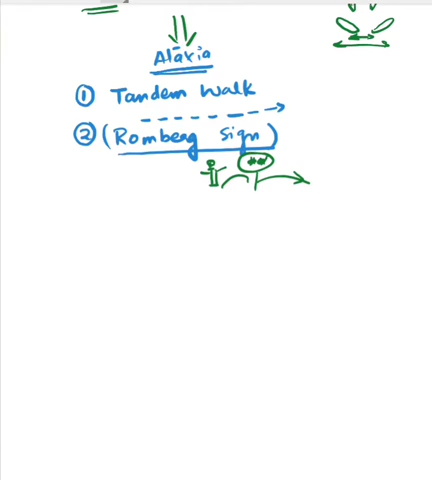 Ataxia
① Tandem Walk
② (Romberg Sign)